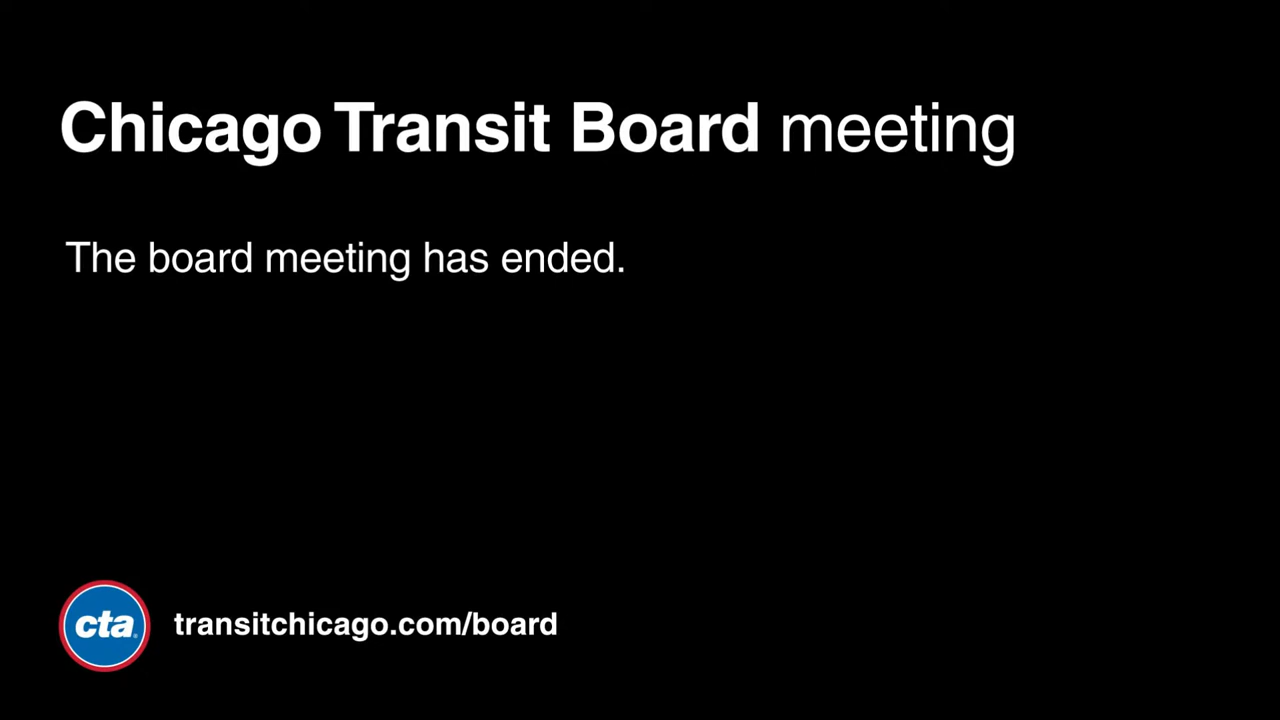 Chicago Transit Board meeting
The board meeting has ended.
cta
transitchicago.com/board